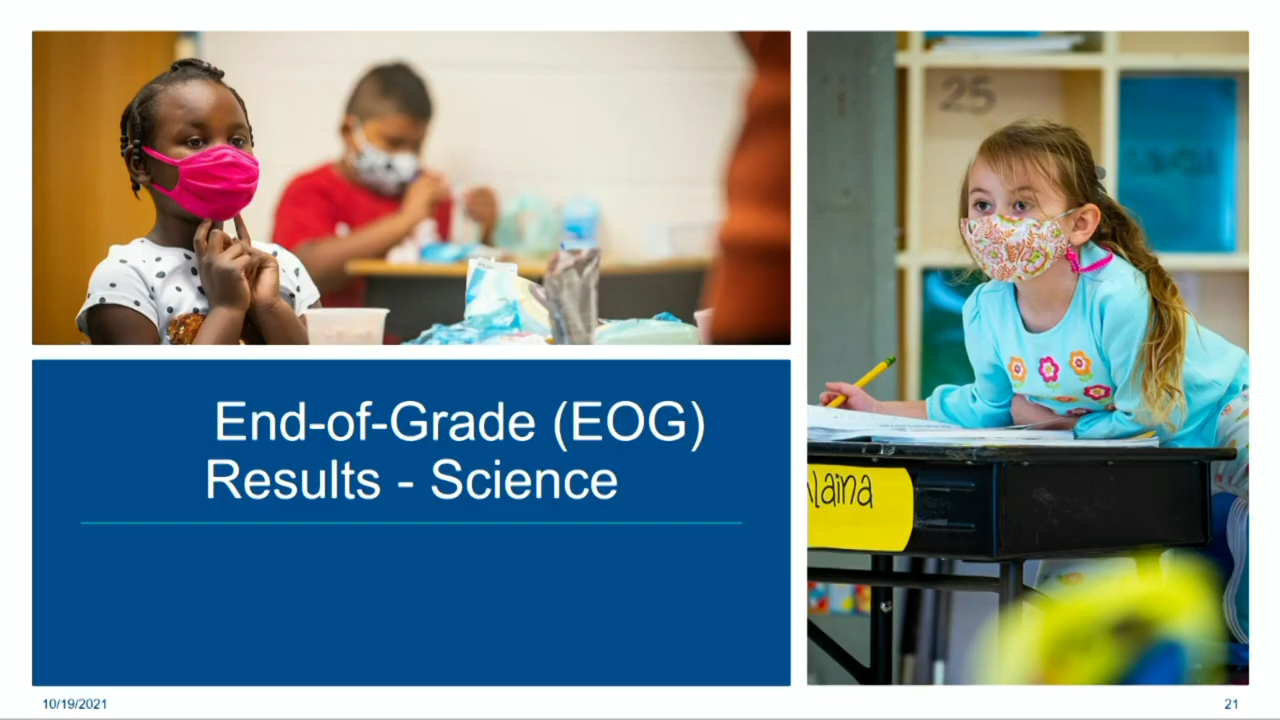 25
End-of-Grade (EOG)
Results - Science
laina
10/19/2021
21